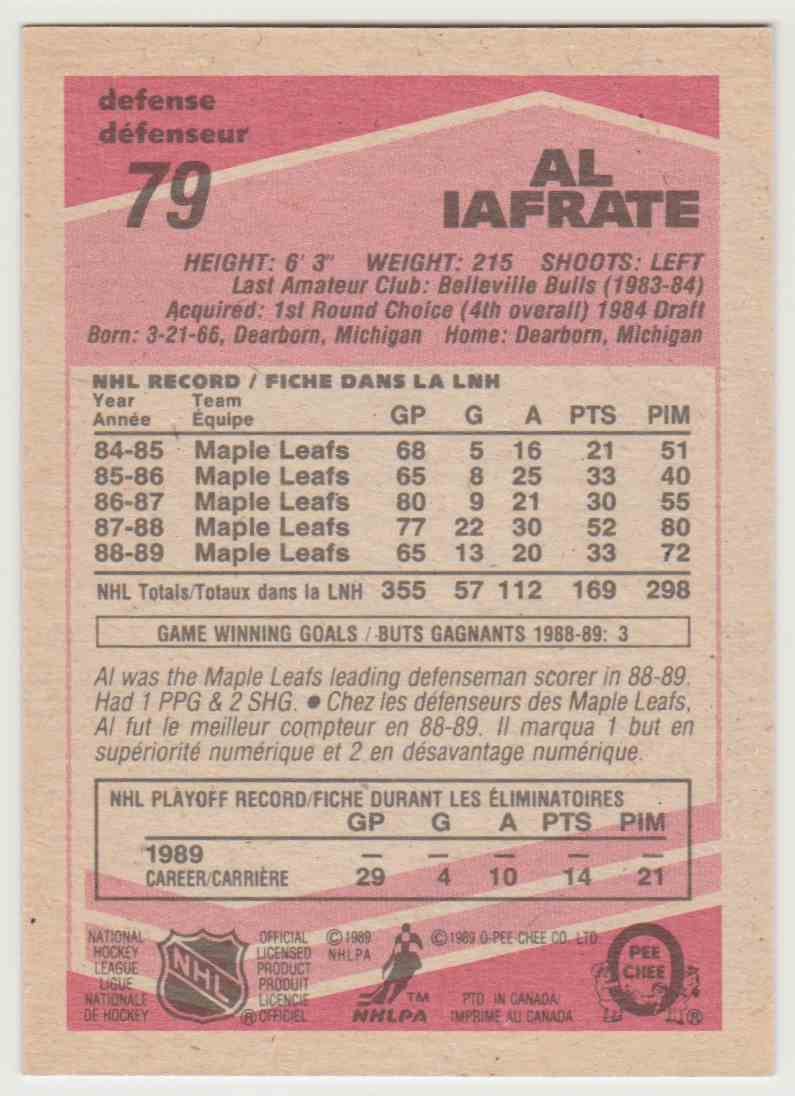 defense
défenseur
79
AL
IAFRATE
HEIGHT: 6' 3" WEIGHT: 215 SHOOTS: LEFT
Last Amateur Club: Belleville Bulls (1983-84)
Acquired: 1st Round Choice (4th overall) 1984 Draft
Born: 3-21-66, Dearborn, Michigan Home: Dearborn, Michigan
NHL RECORD / FICHE DANS LA LNH
Year Team
Année Équipe GP G A PTS PIM
84-85 Maple Leafs 68 5 16 21 51
85-86 Maple Leafs 65 8 25 33 40
86-87 Maple Leafs 80 9 21 30 55
87-88 Maple Leafs 77 22 30 52 80
88-89 Maple Leafs 65 13 20 33 72
NHL Totals/Totaux dans la LNH 355 57 112 169 298
GAME WINNING GOALS / BUTS GAGNANTS 1988-89: 3
Al was the Maple Leafs leading defenseman scorer in 88-89.
Had 1 PPG & 2 SHG. ● Chez les défenseurs des Maple Leafs,
Al fut le meilleur compteur en 88-89. Il marqua 1 but en
supériorité numérique et 2 en désavantage numérique.
NHL PLAYOFF RECORD/FICHE DURANT LES ÉLIMINATOIRES
GP G A PTS PIM
1989 — — — — —
CAREER/CARRIÈRE 29 4 10 14 21
NATIONAL
HOCKEY
LEAGUE
LIGUE
NATIONALE
DE HOCKEY
NHL
OFFICIAL
LICENSED
PRODUCT
PRODUIT
LICENCIE
® OFFICIEL
© 1989
NHLPA
TM
NHLPA
© 1989 O-PEE-CHEE CO. LTD.
PTD. IN CANADA/
IMPRIME AU CANADA
O
PEE
CHEE
®